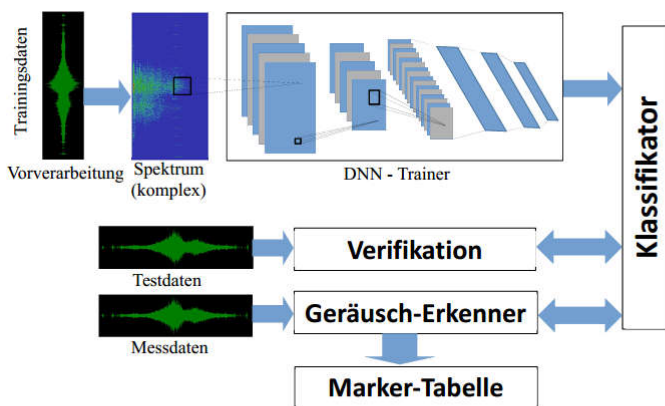 Trainingsdaten
Vorverarbeitung
Spektrum
(komplex)
DNN - Trainer
Klassifikator
Testdaten
Verifikation
Messdaten
Geräusch-Erkenner
Marker-Tabelle